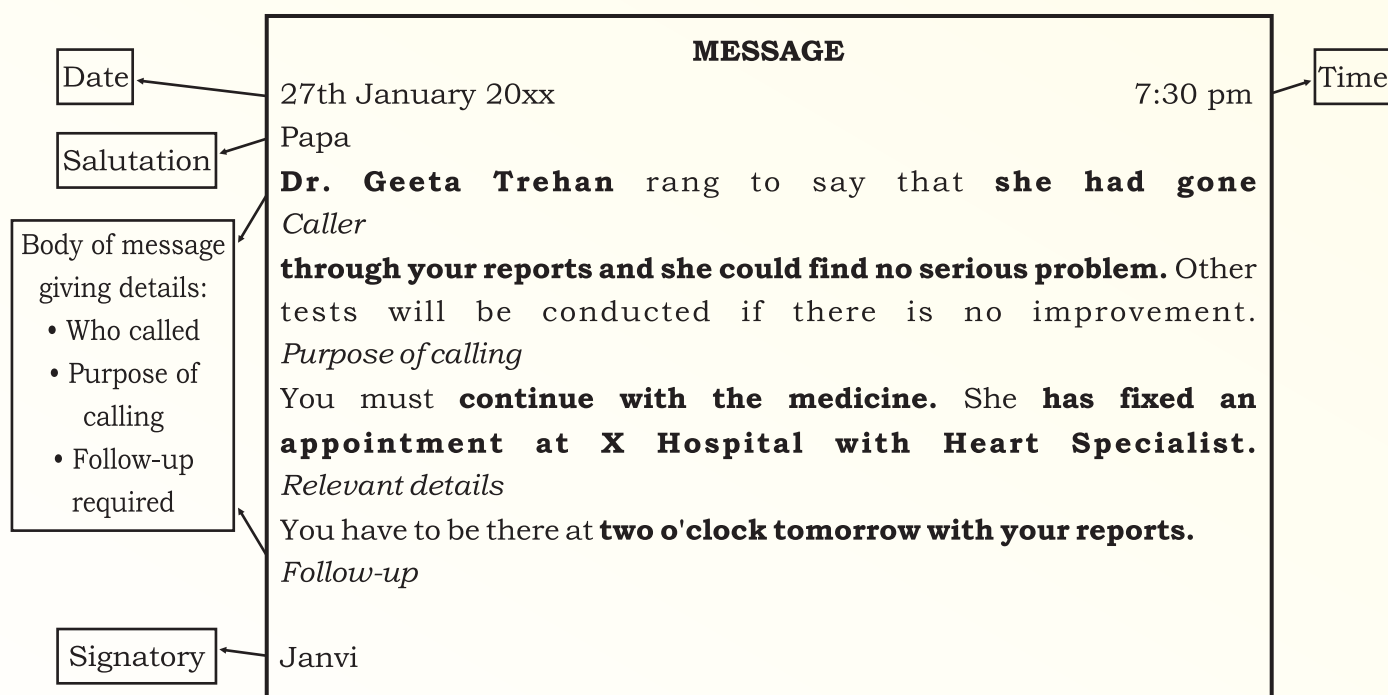 MESSAGE
Date
27th January 20xx
7:30 pm
Time
Salutation
Papa
Dr. Geeta Trehan rang to say that she had gone
Caller
through your reports and she could find no serious problem. Other
tests will be conducted if there is no improvement.
Purpose of calling
You must continue with the medicine. She has fixed an
appointment at X Hospital with Heart Specialist.
Relevant details
You have to be there at two o'clock tomorrow with your reports.
Follow-up
Body of message
giving details:
• Who called
• Purpose of
calling
• Follow-up
required
Signatory
Janvi